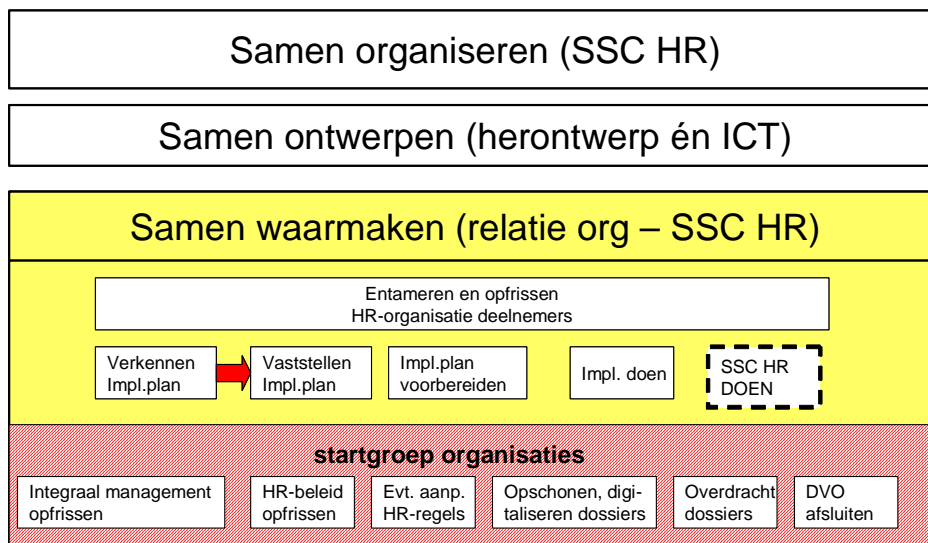 Samen organiseren (SSC HR)
Samen ontwerpen (herontwerp én ICT)
Samen waarmaken (relatie org – SSC HR)
Entameren en opfrissen
HR-organisatie deelnemers
Verkennen
Impl.plan
Vaststellen
Impl.plan
Impl.plan
voorbereiden
Impl. doen
SSC HR
DOEN
startgroep organisaties
Integraal management
opfrissen
HR-beleid
opfrissen
Evt. aanp.
HR-regels
Opschonen, digi-
taliseren dossiers
Overdracht
dossiers
DVO
afsluiten